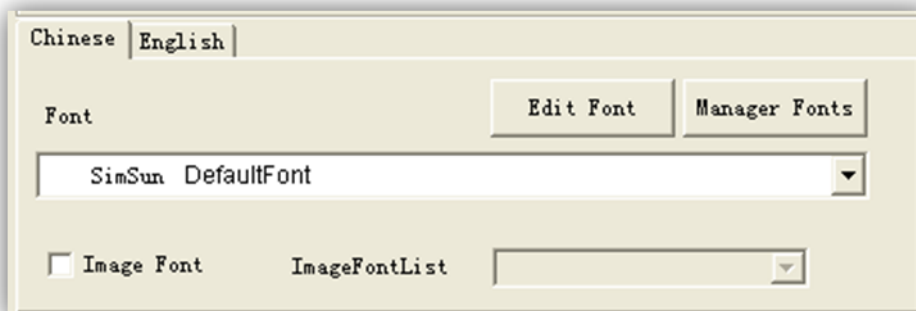 Chinese English
Font Edit Font Manager Fonts
SimSun DefaultFont
Image Font ImageFontList